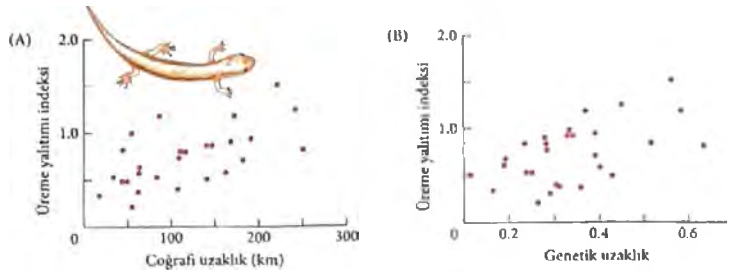 (A)
2.0
1.0
0
100
200
300
Üreme yalıtımı indeksi
Coğrafi uzaklık (km)
(B)
2.0
1.0
0
0.2
0.4
0.6
Üreme yalıtımı indeksi
Genetik uzaklık